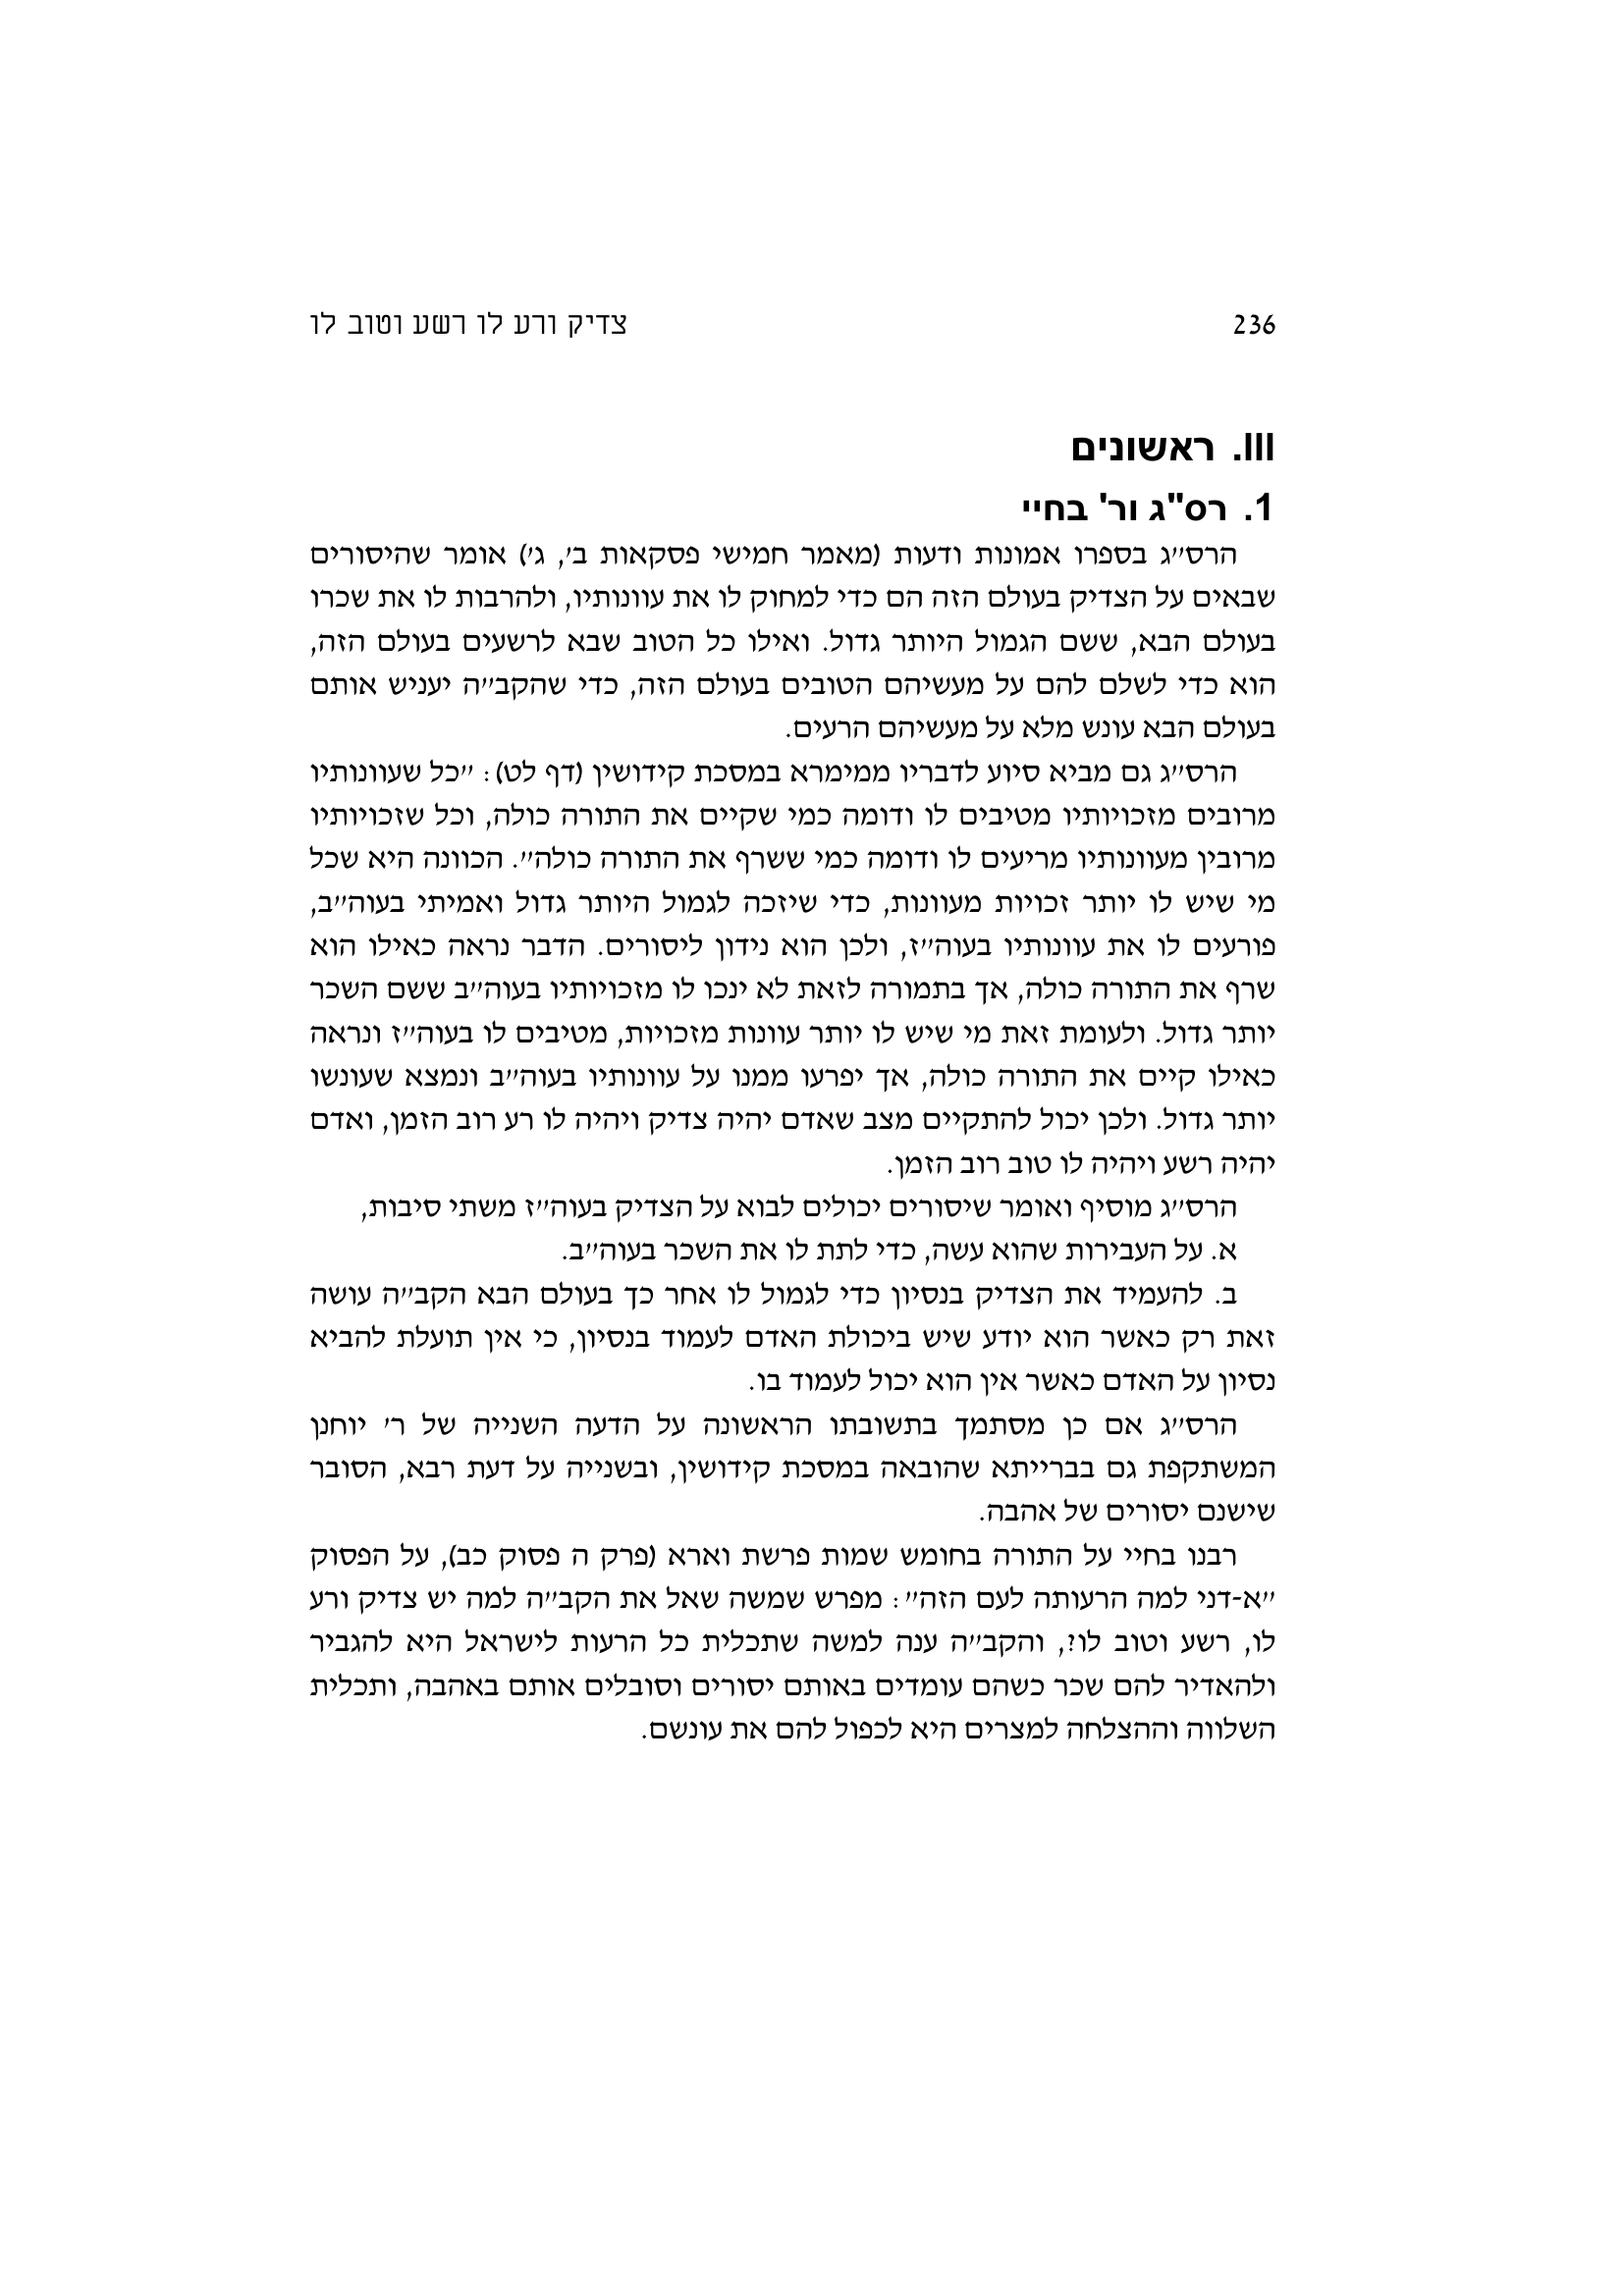 236 צדיק ורע לו רשע וטוב לו
III. ראשונים
1. רס"ג ור' בחיי
הרס״ג בספרו אמונות ודעות (מאמר חמישי פסקאות ב׳, ג׳) אומר שהיסורים
שבאים על הצדיק בעולם הזה הם כדי למחוק לו את עוונותיו, ולהרבות לו את שכרו
בעולם הבא, ששם הגמול היותר גדול. ואילו כל הטוב שבא לרשעים בעולם הזה,
הוא כדי לשלם להם על מעשיהם הטובים בעולם הזה, כדי שהקב״ה יעניש אותם
בעולם הבא עונש מלא על מעשיהם הרעים.
הרס״ג גם מביא סיוע לדבריו ממימרא במסכת קידושין (דף לט): ״כל שעוונותיו
מרובים מזכויותיו מטיבים לו ודומה כמי שקיים את התורה כולה, וכל שזכויותיו
מרובין מעוונותיו מריעים לו ודומה כמי ששרף את התורה כולה״. הכוונה היא שכל
מי שיש לו יותר זכויות מעוונות, כדי שיזכה לגמול היותר גדול ואמיתי בעוה״ב,
פורעים לו את עוונותיו בעוה״ז, ולכן הוא נידון ליסורים. הדבר נראה כאילו הוא
שרף את התורה כולה, אך בתמורה לזאת לא ינכו לו מזכויותיו בעוה״ב ששם השכר
יותר גדול. ולעומת זאת מי שיש לו יותר עוונות מזכויות, מטיבים לו בעוה״ז ונראה
כאילו קיים את התורה כולה, אך יפרעו ממנו על עוונותיו בעוה״ב ונמצא שעונשו
יותר גדול. ולכן יכול להתקיים מצב שאדם יהיה צדיק ויהיה לו רע רוב הזמן, ואדם
יהיה רשע ויהיה לו טוב רוב הזמן.
הרס״ג מוסיף ואומר שיסורים יכולים לבוא על הצדיק בעוה״ז משתי סיבות,
א. על העבירות שהוא עשה, כדי לתת לו את השכר בעוה״ב.
ב. להעמיד את הצדיק בנסיון כדי לגמול לו אחר כך בעולם הבא הקב״ה עושה
זאת רק כאשר הוא יודע שיש ביכולת האדם לעמוד בנסיון, כי אין תועלת להביא
נסיון על האדם כאשר אין הוא יכול לעמוד בו.
הרס״ג אם כן מסתמך בתשובתו הראשונה על הדעה השנייה של ר׳ יוחנן
המשתקפת גם בברייתא שהובאה במסכת קידושין, ובשנייה על דעת רבא, הסובר
שישנם יסורים של אהבה.
רבנו בחיי על התורה בחומש שמות פרשת וארא (פרק ה פסוק כב), על הפסוק
״א-דני למה הרעותה לעם הזה״: מפרש שמשה שאל את הקב״ה למה יש צדיק ורע
לו, רשע וטוב לו?, והקב״ה ענה למשה שתכלית כל הרעות לישראל היא להגביר
ולהאדיר להם שכר כשהם עומדים באותם יסורים וסובלים אותם באהבה, ותכלית
השלווה וההצלחה למצרים היא לכפול להם את עונשם.